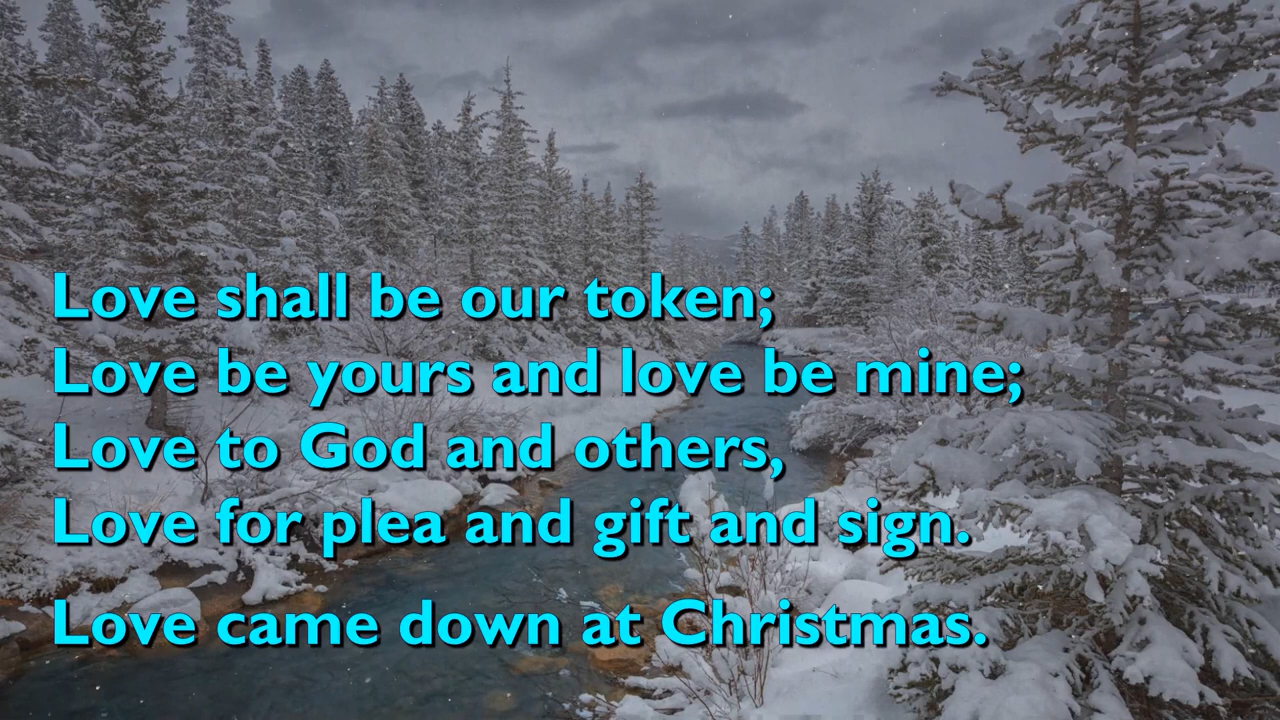 Love shall be our token;
Love be yours and love be mine;
Love to God and others,
Love for plea and gift and sign.
Love came down at Christmas.